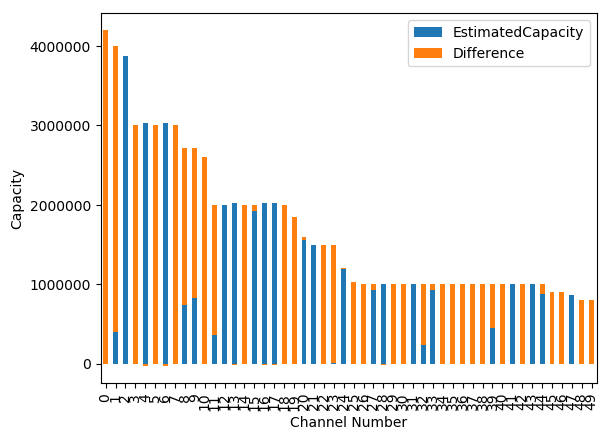 EstimatedCapacity
Difference
4000000
3000000
2000000
1000000
0
Capacity
0 1 2 3 4 5 6 7 8 9 10 11 12 13 14 15 16 17 18 19 20 21 22 23 24 25 26 27 28 29 30 31 32 33 34 35 36 37 38 39 40 41 42 43 44 45 46 47 48 49
Channel Number